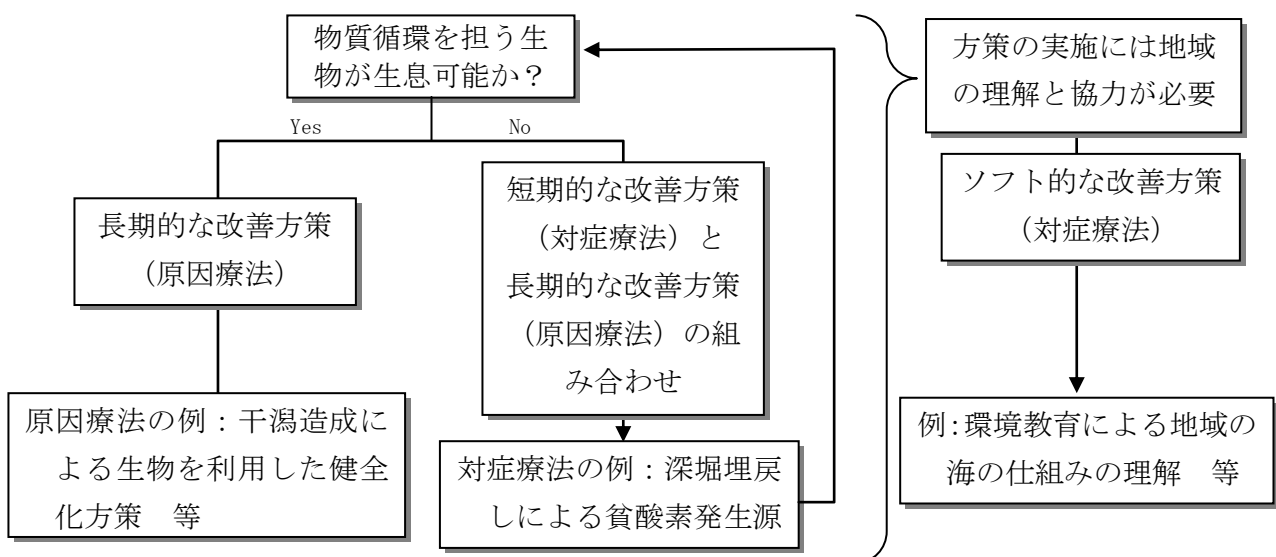 物質循環を担う生
物が生息可能か？
Yes
No
長期的な改善方策
（原因療法）
短期的な改善方策
（対症療法）と
長期的な改善方策
（原因療法）の組
み合わせ
原因療法の例：干潟造成に
よる生物を利用した健全
化方策　等
対症療法の例：深堀埋戻
しによる貧酸素発生源
方策の実施には地域
の理解と協力が必要
ソフト的な改善方策
（対症療法）
例：環境教育による地域の
海の仕組みの理解　等